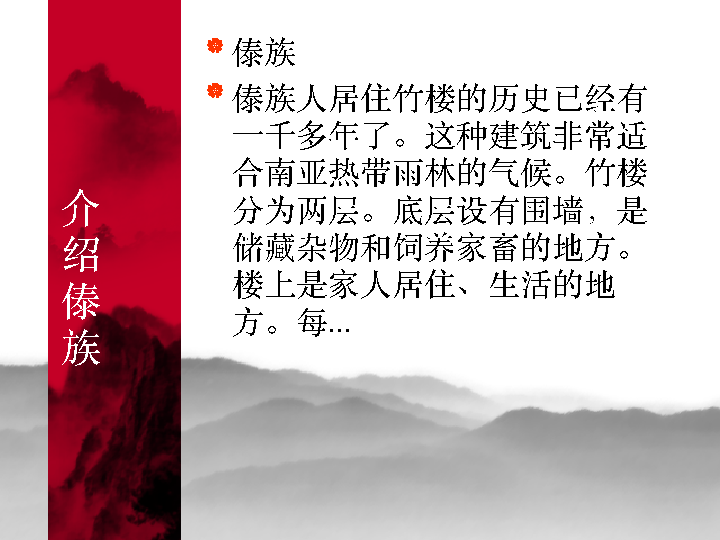 介绍傣族
傣族
傣族人居住竹楼的历史已经有
一千多年了。这种建筑非常适
合南亚热带雨林的气候。竹楼
分为两层。底层设有围墙，是
储藏杂物和饲养家畜的地方。
楼上是家人居住、生活的地
方。每...